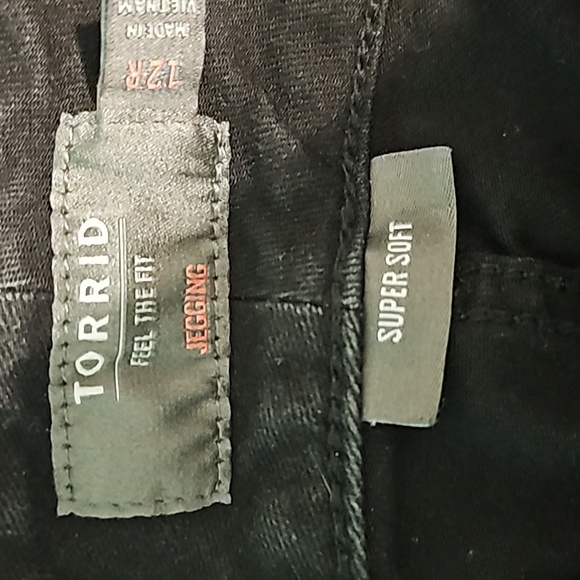 TORRID
FEEL THE FIT
JEGGING
12R
MADE IN
VIETNAM
SUPER SOFT